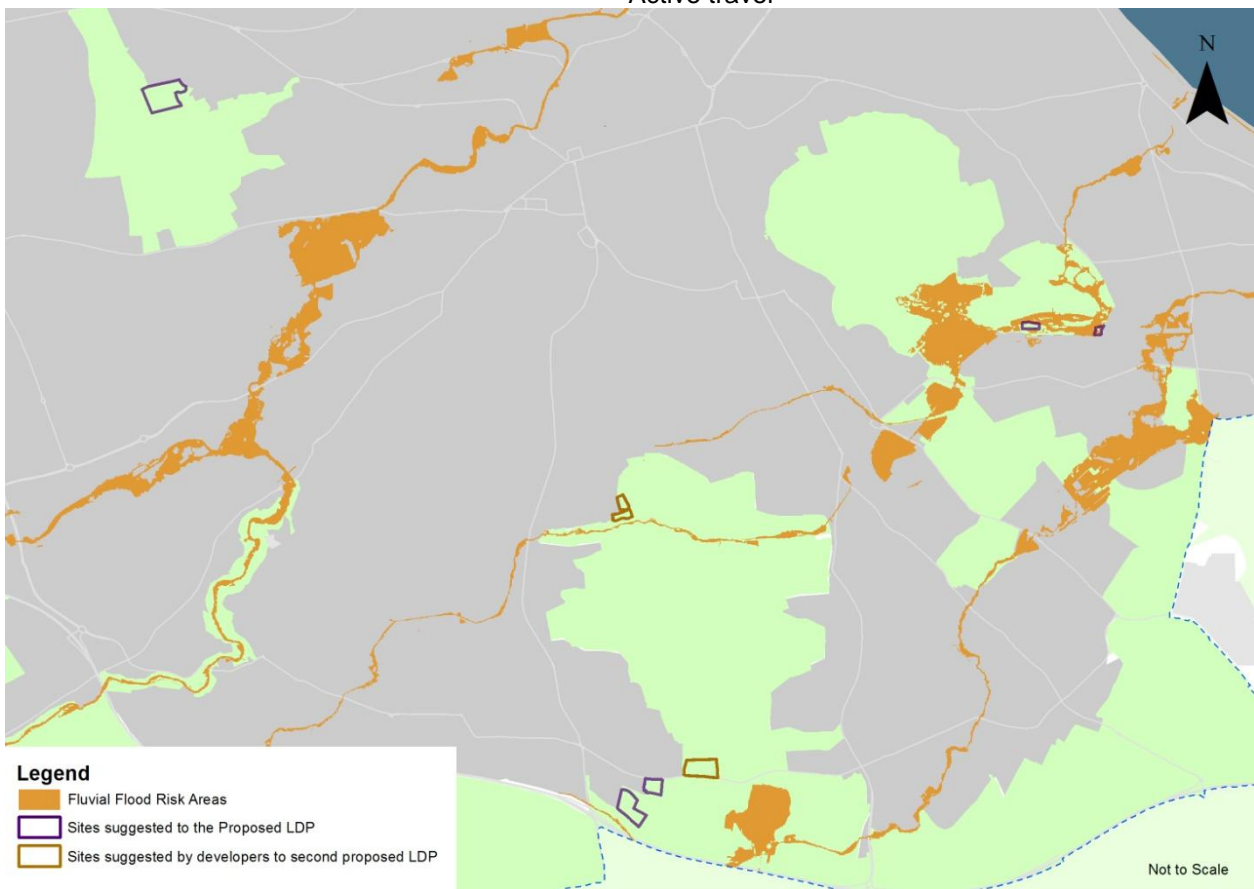 Active travel
N
Legend
Fluvial Flood Risk Areas
Sites suggested to the Proposed LDP
Sites suggested by developers to second proposed LDP
Not to Scale